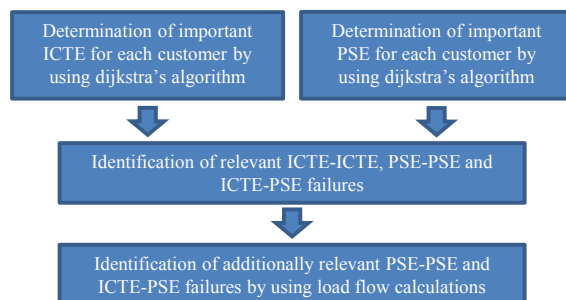 Determination of important
ICTE for each customer by
using dijkstra's algorithm
Determination of important
PSE for each customer by
using dijkstra's algorithm
Identification of relevant ICTE-ICTE, PSE-PSE and
ICTE-PSE failures
Identification of additionally relevant PSE-PSE and
ICTE-PSE failures by using load flow calculations